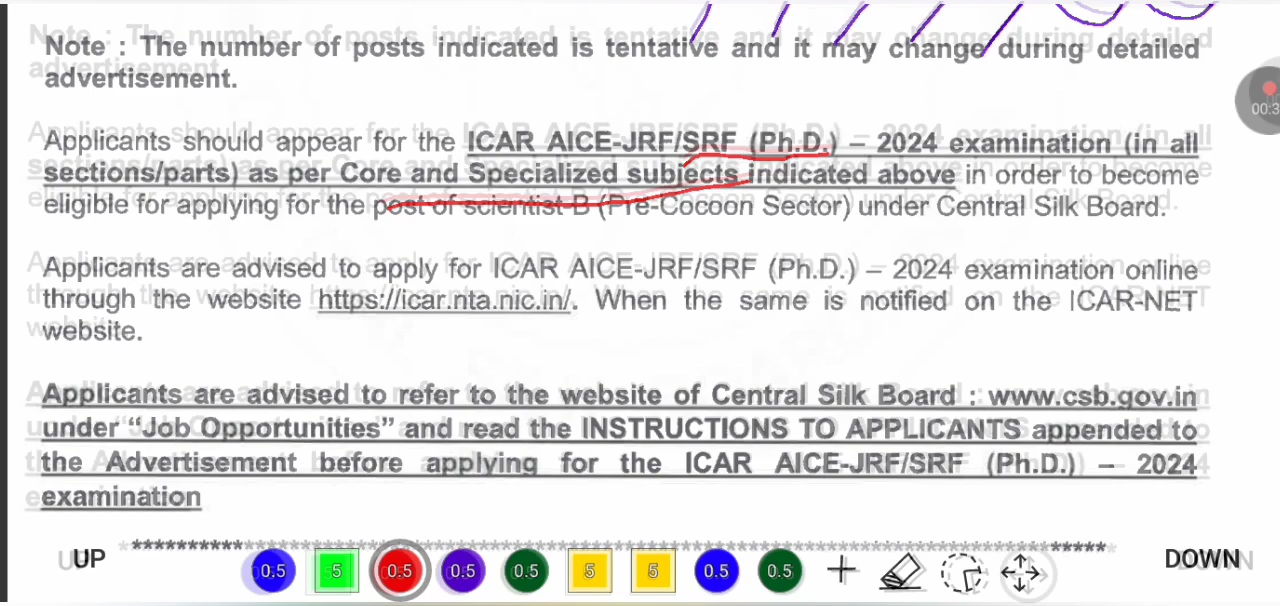 Note : The number of posts indicated is tentative and it may change during detailed
advertisement.
Applicants should appear for the ICAR AICE-JRF/SRF (Ph.D.) – 2024 examination (in all
sections/parts) as per Core and Specialized subjects indicated above in order to become
eligible for applying for the post of scientist-B (Pre-Cocoon Sector) under Central Silk Board.
Applicants are advised to apply for ICAR AICE-JRF/SRF (Ph.D.) – 2024 examination online
through the website https://icar.nta.nic.in/. When the same is notified on the ICAR-NET
website.
Applicants are advised to refer to the website of Central Silk Board : www.csb.gov.in
under “Job Opportunities” and read the INSTRUCTIONS TO APPLICANTS appended to
the Advertisement before applying for the ICAR AICE-JRF/SRF (Ph.D.) – 2024
examination
UP 0.5 5 0.5 0.5 0.5 5 5 0.5 0.5 DOWN